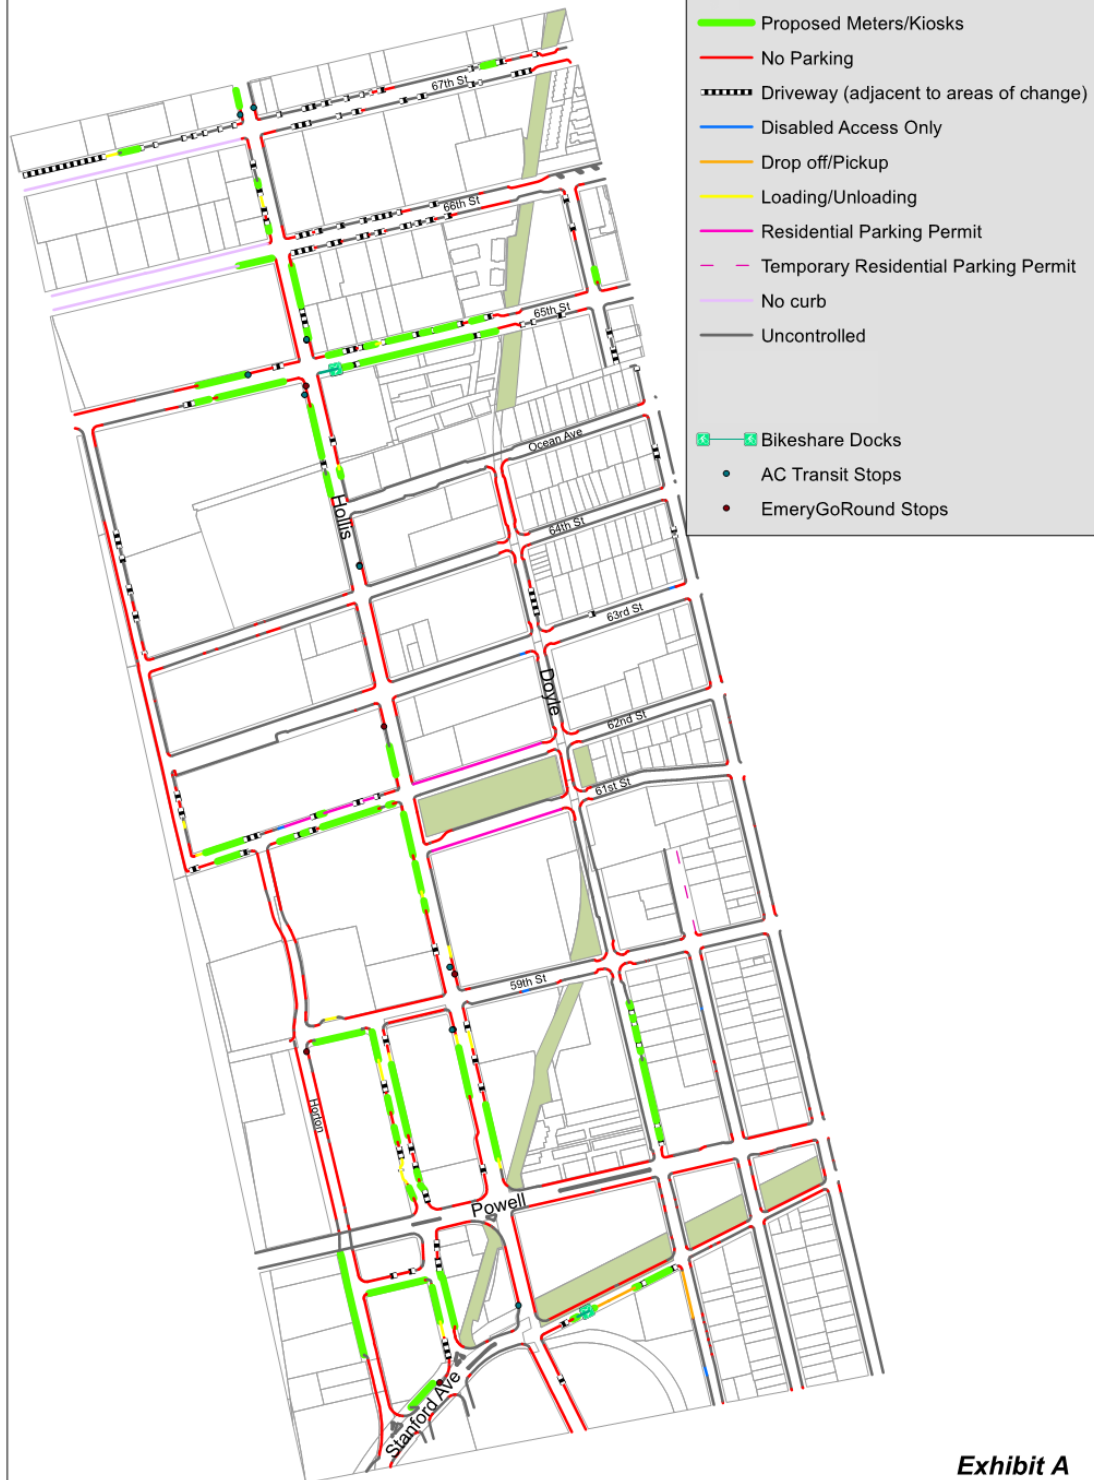 Proposed Meters/Kiosks
No Parking
Driveway (adjacent to areas of change)
Disabled Access Only
Drop off/Pickup
Loading/Unloading
Residential Parking Permit
Temporary Residential Parking Permit
No curb
Uncontrolled
Bikeshare Docks
AC Transit Stops
EmeryGoRound Stops
67th St
66th St
65th St
Ocean Ave
Hollis
64th St
63rd St
Doyle
62nd St
61st St
59th St
Horton
Powell
Stanford Ave
Exhibit A